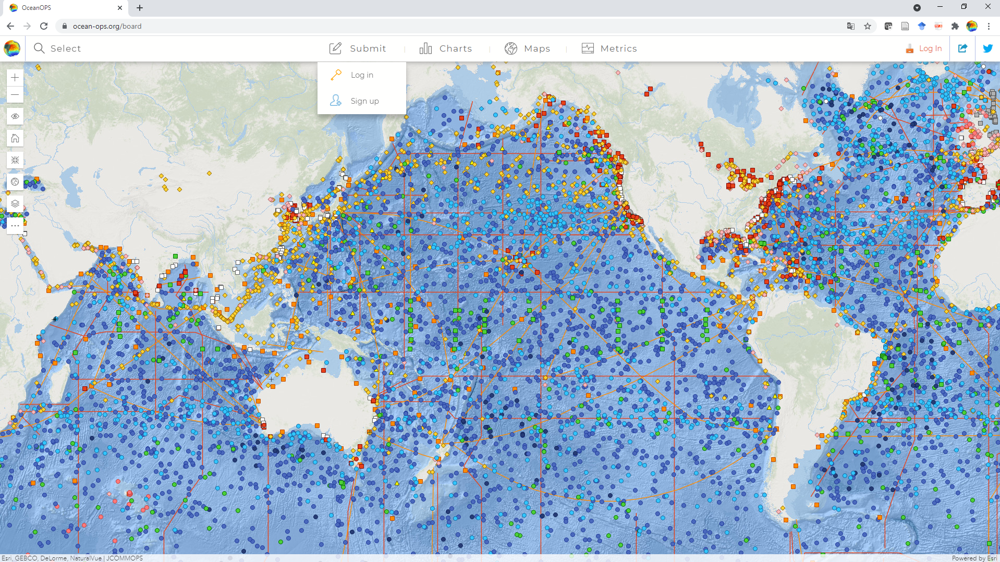 OceanOPS
ocean-ops.org/board
Select
Submit
Charts
Maps
Metrics
Log In
Log in
Sign up
Esri, GEBCO, DeLorme, NaturalVue | JCOMMOPS
Powered by Esri